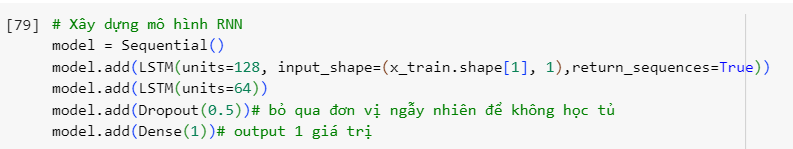 [79] # Xây dựng mô hình RNN
model = Sequential()
model.add(LSTM(units=128, input_shape=(x_train.shape[1], 1),return_sequences=True))
model.add(LSTM(units=64))
model.add(Dropout(0.5))# bỏ qua đơn vị ngẫy nhiên để không học tủ
model.add(Dense(1))# output 1 giá trị